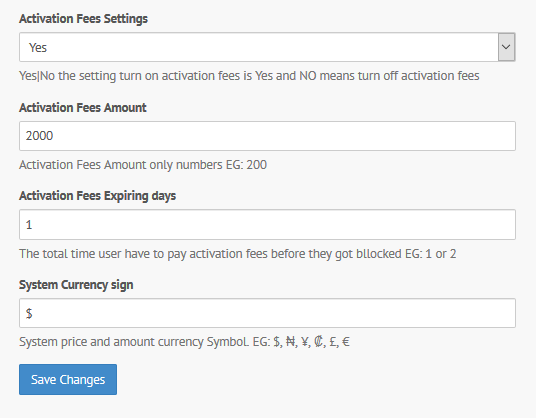 Activation Fees Settings
Yes
Yes|No the setting turn on activation fees is Yes and NO means turn off activation fees
Activation Fees Amount
2000
Activation Fees Amount only numbers EG: 200
Activation Fees Expiring days
1
The total time user have to pay activation fees before they got bllocked EG: 1 or 2
System Currency sign
$
System price and amount currency Symbol. EG: $, ₦, ¥, ₡, £, €
Save Changes